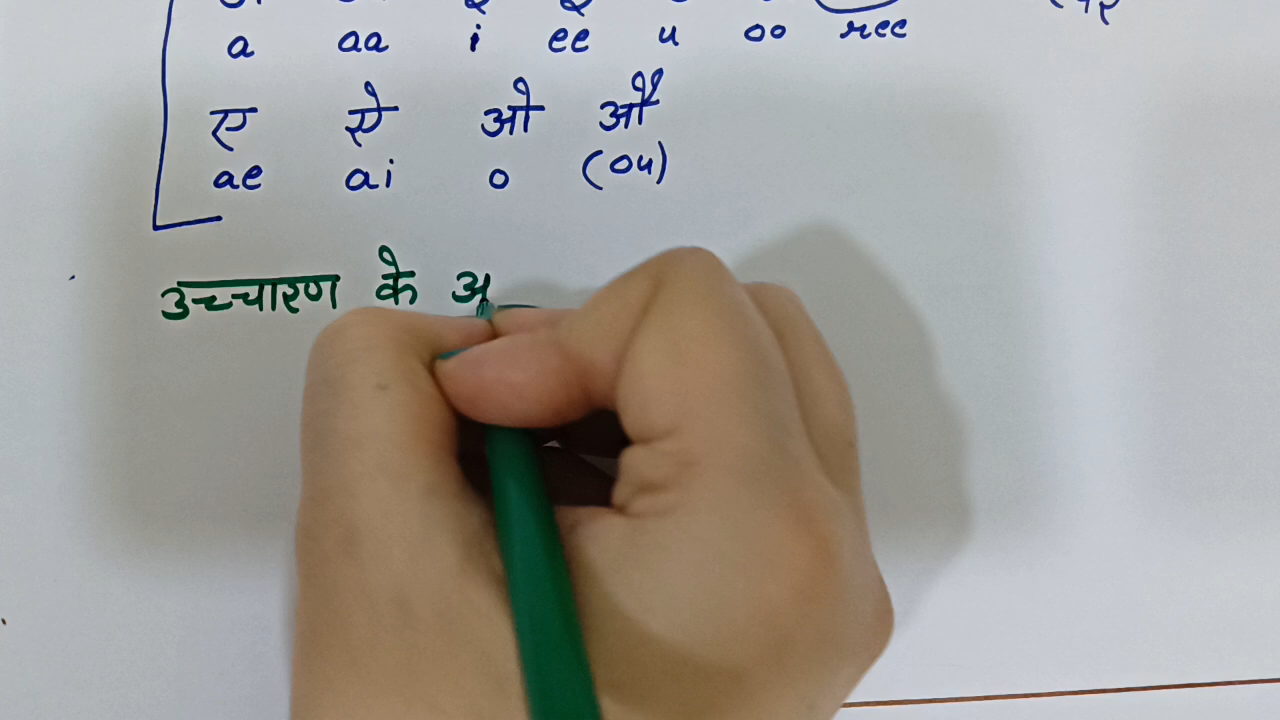 a aa i ee u oo ree
ए ऐ ओ औ
ae ai o (ou)
उच्चारण के अ